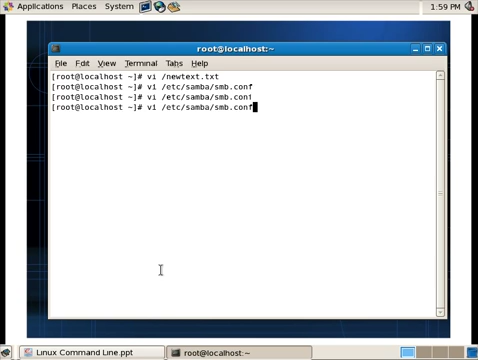 Applications Places System 1:59 PM
root@localhost:~
File Edit View Terminal Tabs Help
[root@localhost ~]# vi /newtext.txt
[root@localhost ~]# vi /etc/samba/smb.conf
[root@localhost ~]# vi /etc/samba/smb.conf
[root@localhost ~]# vi /etc/samba/smb.conf
Linux Command Line.ppt root@localhost:~